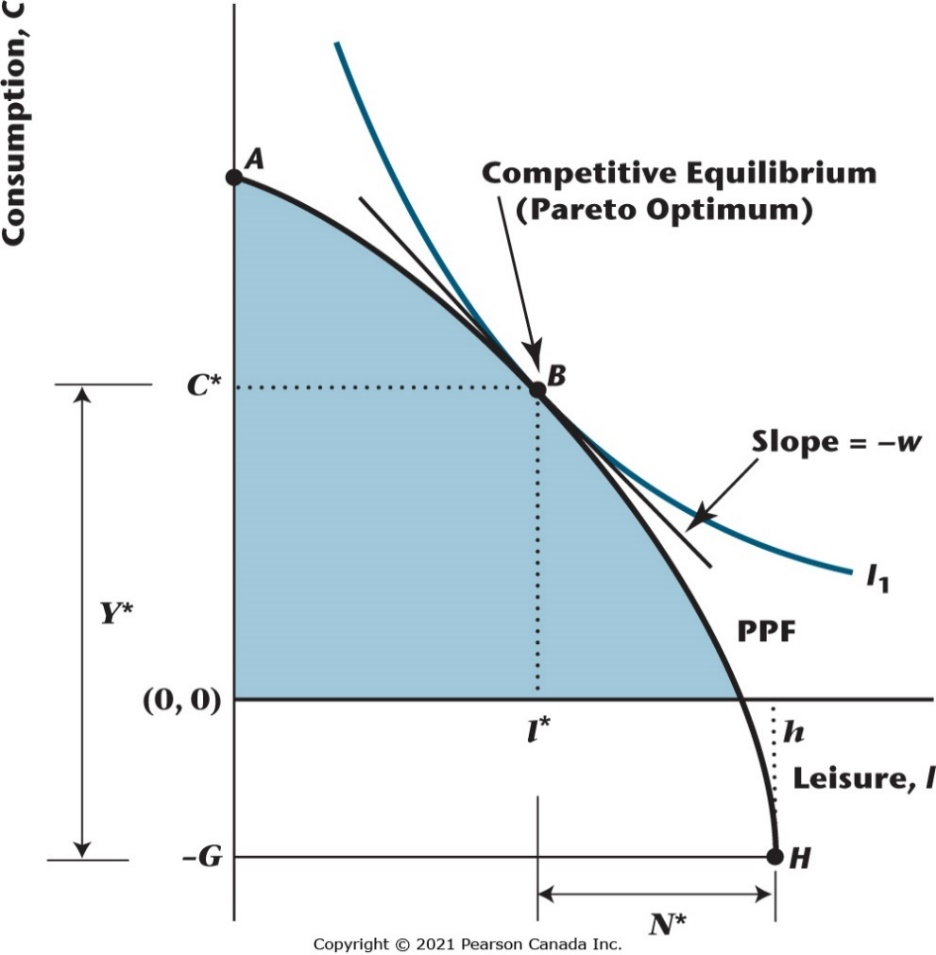 Consumption, C
A
Competitive Equilibrium
(Pareto Optimum)
C*
B
Slope = –w
I₁
Y*
PPF
(0, 0)
l*
h
Leisure, l
–G
H
N*
Copyright © 2021 Pearson Canada Inc.